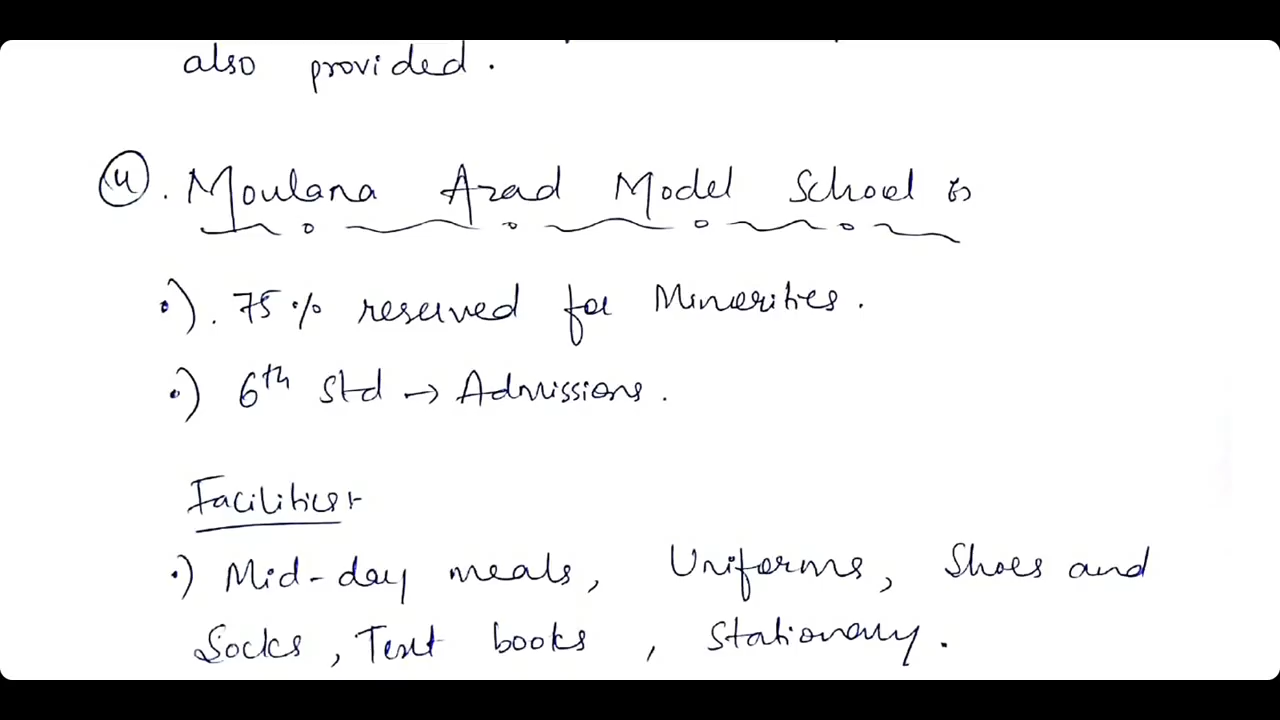 also provided.
4. Moulana Azad Model School :-
•). 75% reserved for Minorities.
•) 6th Std → Admissions.
Facilities :-
•) Mid-day meals, Uniforms, Shoes and
Socks, Text books, Stationary.